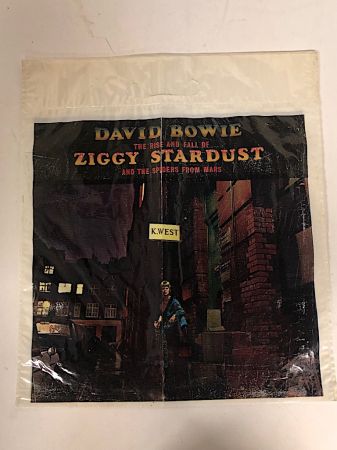 DAVID BOWIE
THE RISE AND FALL OF
ZIGGY STARDUST
AND THE SPIDERS FROM MARS
K.WEST